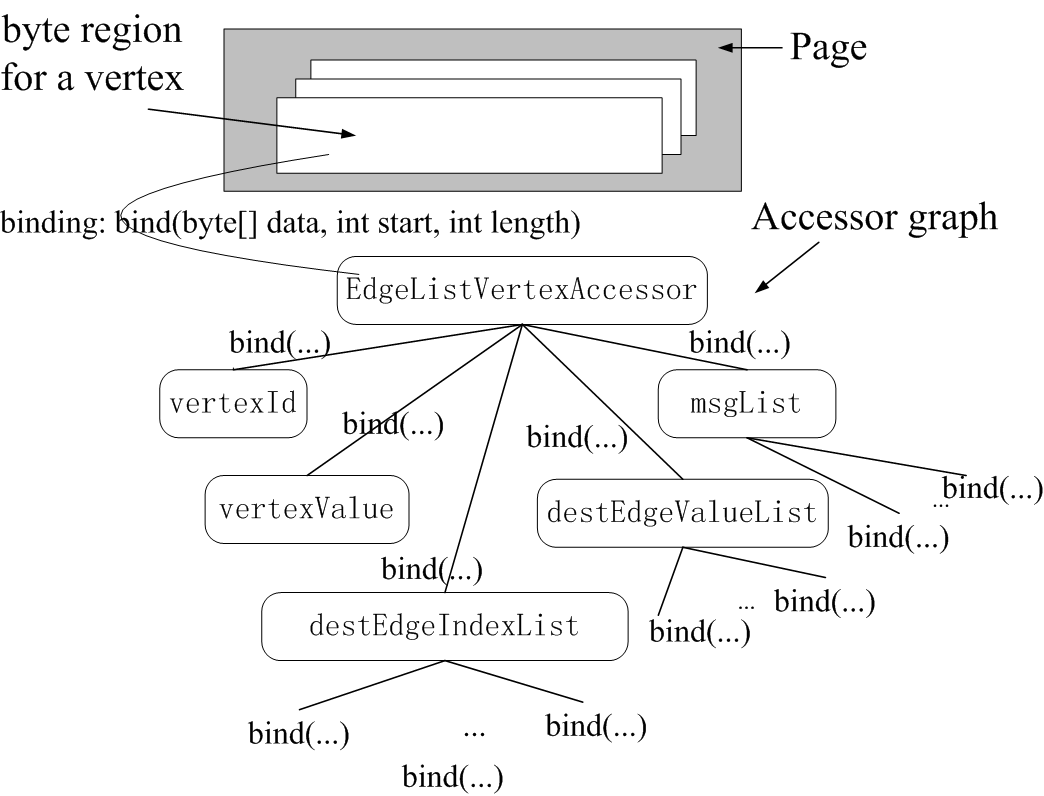 byte region
for a vertex
Page
binding: bind(byte[] data, int start, int length)
Accessor graph
EdgeListVertexAccessor
bind(...)
bind(...)
vertexId
msgList
bind(...)
bind(...)
vertexValue
destEdgeValueList
bind(...)
...
bind(...)
bind(...)
destEdgeIndexList
bind(...)
...
bind(...)
bind(...)
...
bind(...)
bind(...)